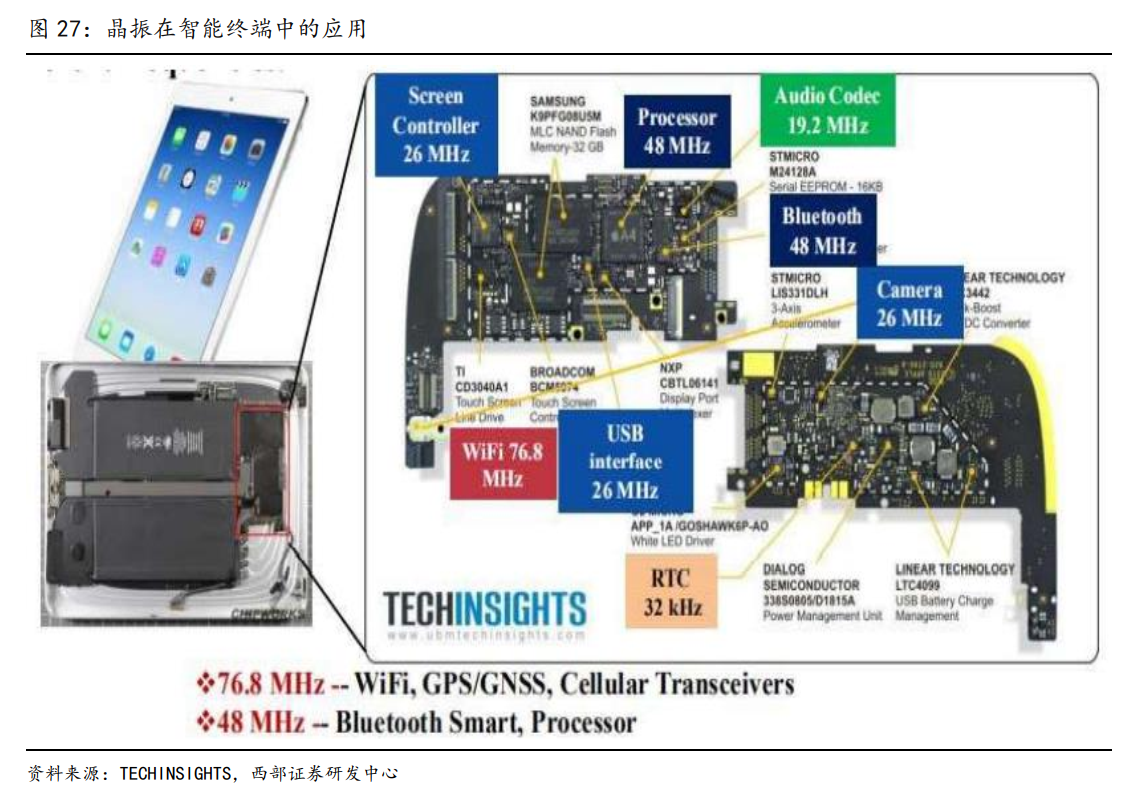 图 27：晶振在智能终端中的应用
Screen
Controller
26 MHz
SAMSUNG
K9PFG08U5M
MLC NAND Flash
Memory-32 GB
Processor
48 MHz
Audio Codec
19.2 MHz
STMICRO
M24128A
Serial EEPROM - 16KB
Bluetooth
48 MHz
STMICRO
LIS331DLH
3-Axis
Accelerometer
Camera
26 MHz
EAR TECHNOLOGY
3442
k-Boost
DC Converter
A4
TI
CD3040A1
Touch Screen
Line Drive
BROADCOM
BCM5974
Touch Screen
NXP
CBTL06141
Display Port
WiFi 76.8
MHz
USB
interface
26 MHz
APP_1A /GOSHAWK6P-AO
White LED Driver
RTC
32 kHz
DIALOG
SEMICONDUCTOR
338S0805/D1815A
Power Management Unit
LINEAR TECHNOLOGY
LTC4099
USB Battery Charge
Management
CHIPWORKS
TECHINSIGHTS
www.ubmtechinsights.com
❖76.8 MHz -- WiFi, GPS/GNSS, Cellular Transceivers
❖48 MHz -- Bluetooth Smart, Processor
资料来源：TECHINSIGHTS，西部证券研发中心